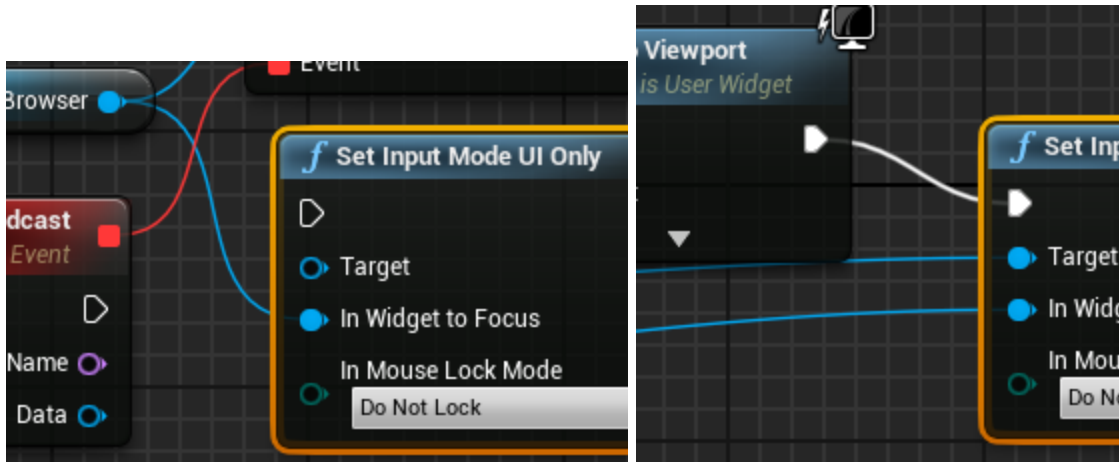 Event
Browser
Set Input Mode UI Only
dcast
Event
Target
In Widget to Focus
Name
In Mouse Lock Mode
Data
Do Not Lock
Viewport
is User Widget
Set Inp
Target
In Widg
In Mou
Do No